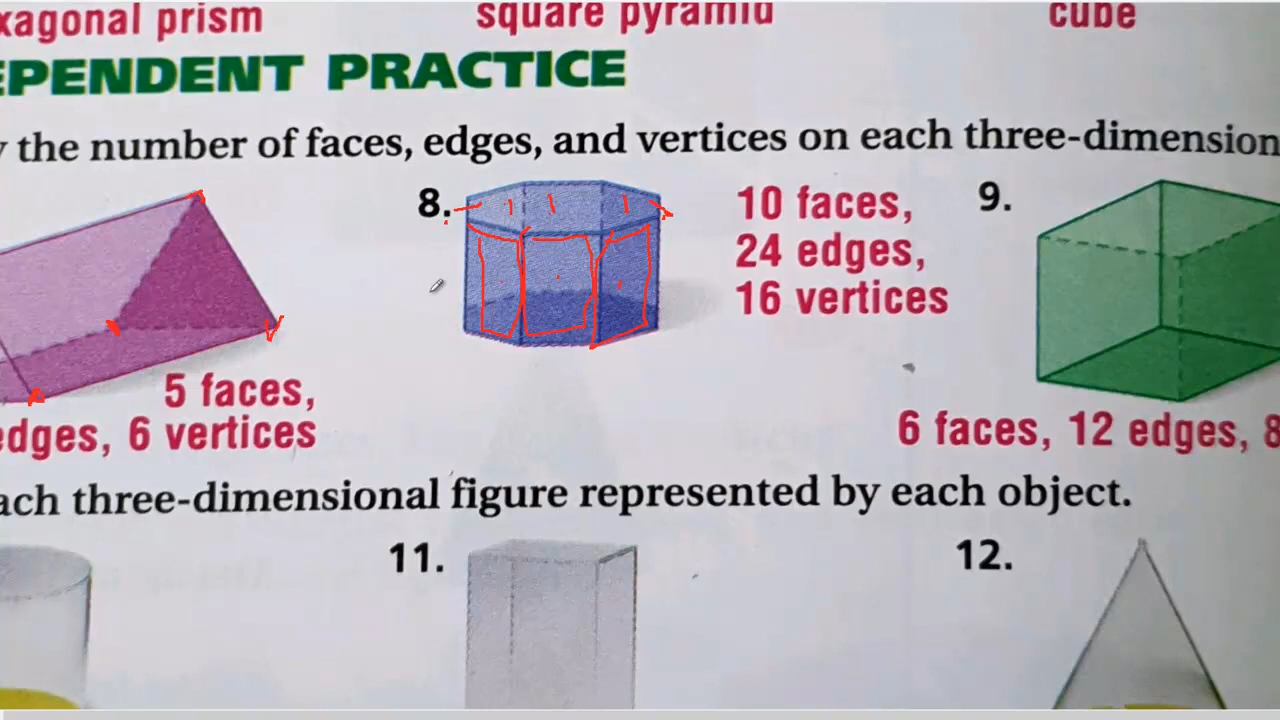 xagonal prism square pyramid cube
EPENDENT PRACTICE
y the number of faces, edges, and vertices on each three-dimension
8. 10 faces, 9.
24 edges,
16 vertices
5 faces,
edges, 6 vertices 6 faces, 12 edges, 8
ach three-dimensional figure represented by each object.
11. 12.